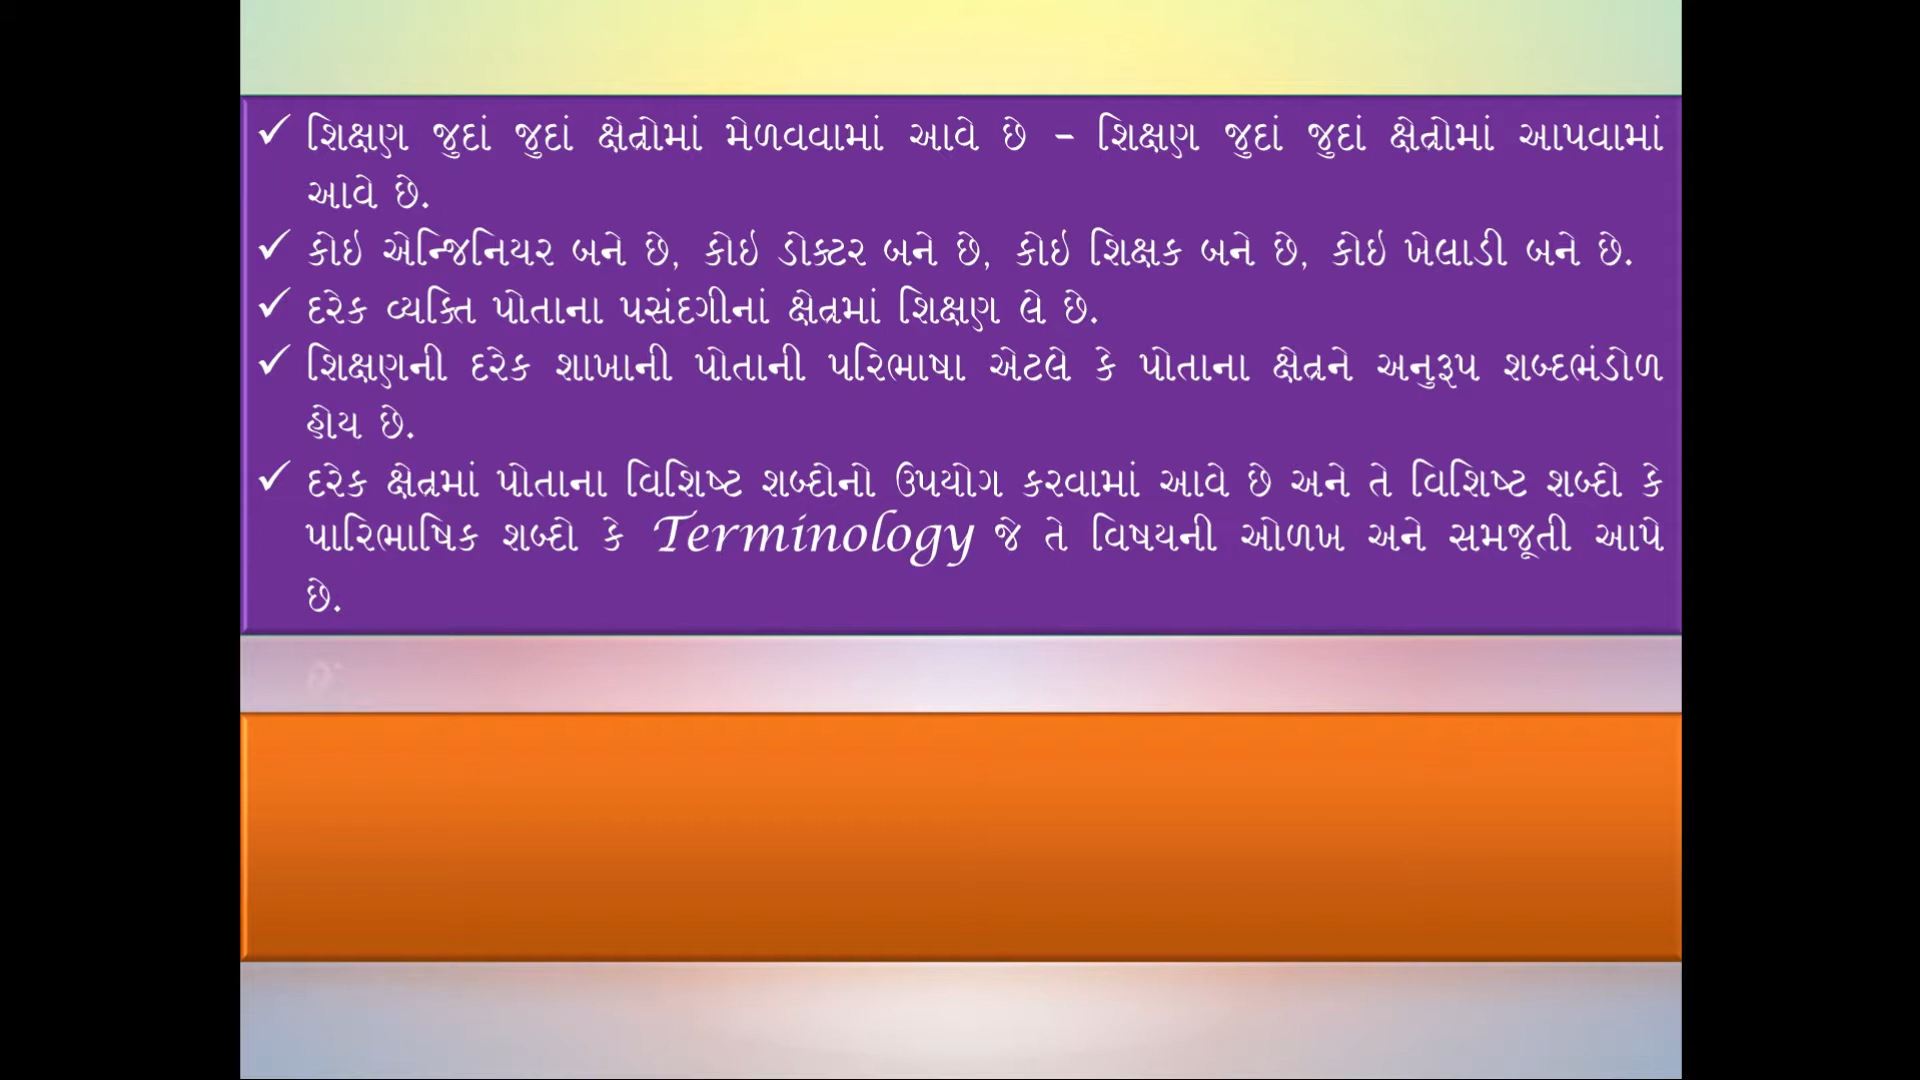 ✓ શિક્ષણ જુદાં જુદાં ક્ષેત્રોમાં મેળવવામાં આવે છે – શિક્ષણ જુદાં જુદાં ક્ષેત્રોમાં આપવામાં
આવે છે.
✓ કોઇ એન્જિનિયર બને છે, કોઇ ડોક્ટર બને છે, કોઇ શિક્ષક બને છે, કોઇ ખેલાડી બને છે.
✓ દરેક વ્યક્તિ પોતાના પસંદગીનાં ક્ષેત્રમાં શિક્ષણ લે છે.
✓ શિક્ષણની દરેક શાખાની પોતાની પરિભાષા એટલે કે પોતાના ક્ષેત્રને અનુરૂપ શબ્દભંડોળ
હોય છે.
✓ દરેક ક્ષેત્રમાં પોતાના વિશિષ્ટ શબ્દોનો ઉપયોગ કરવામાં આવે છે અને તે વિશિષ્ટ શબ્દો કે
પારિભાષિક શબ્દો કે Terminology જે તે વિષયની ઓળખ અને સમજૂતી આપે
છે.